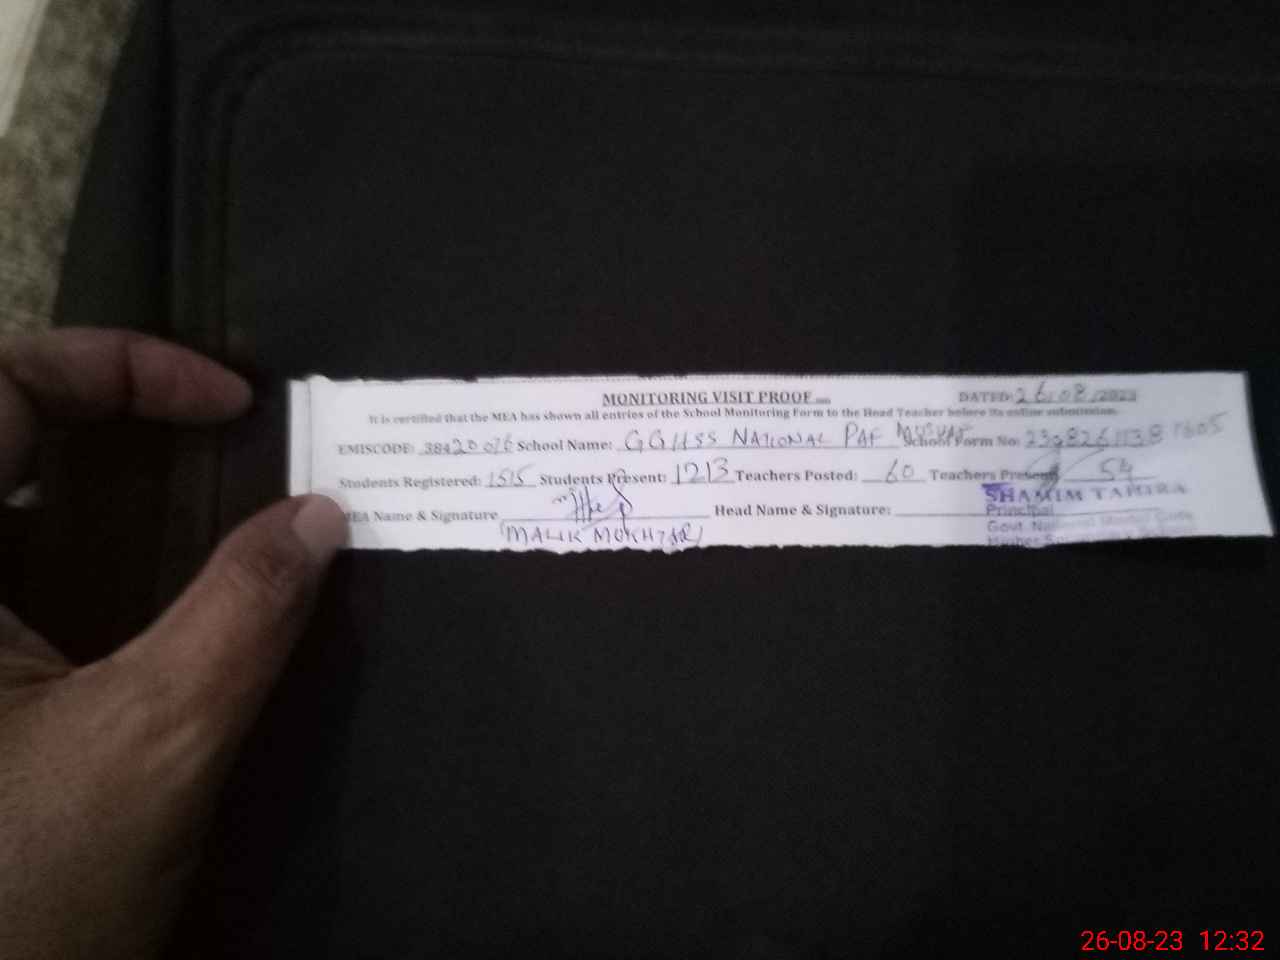 MONITORING VISIT PROOF DATED: 26/08/2023
It is certified that the MEA has shown all entries of the School Monitoring Form to the Head Teacher before its online submission.
EMISCODE: 38420076 School Name: GGHSS NATIONAL PAF School Form No:
Students Registered: 1515 Students Present: 1213 Teachers Posted: 60 Teachers Present: 54
MEA Name & Signature Head Name & Signature:
MALIK MUKHTAR
SHAMIM TAHIRA
Principal
Govt.
26-08-23 12:32